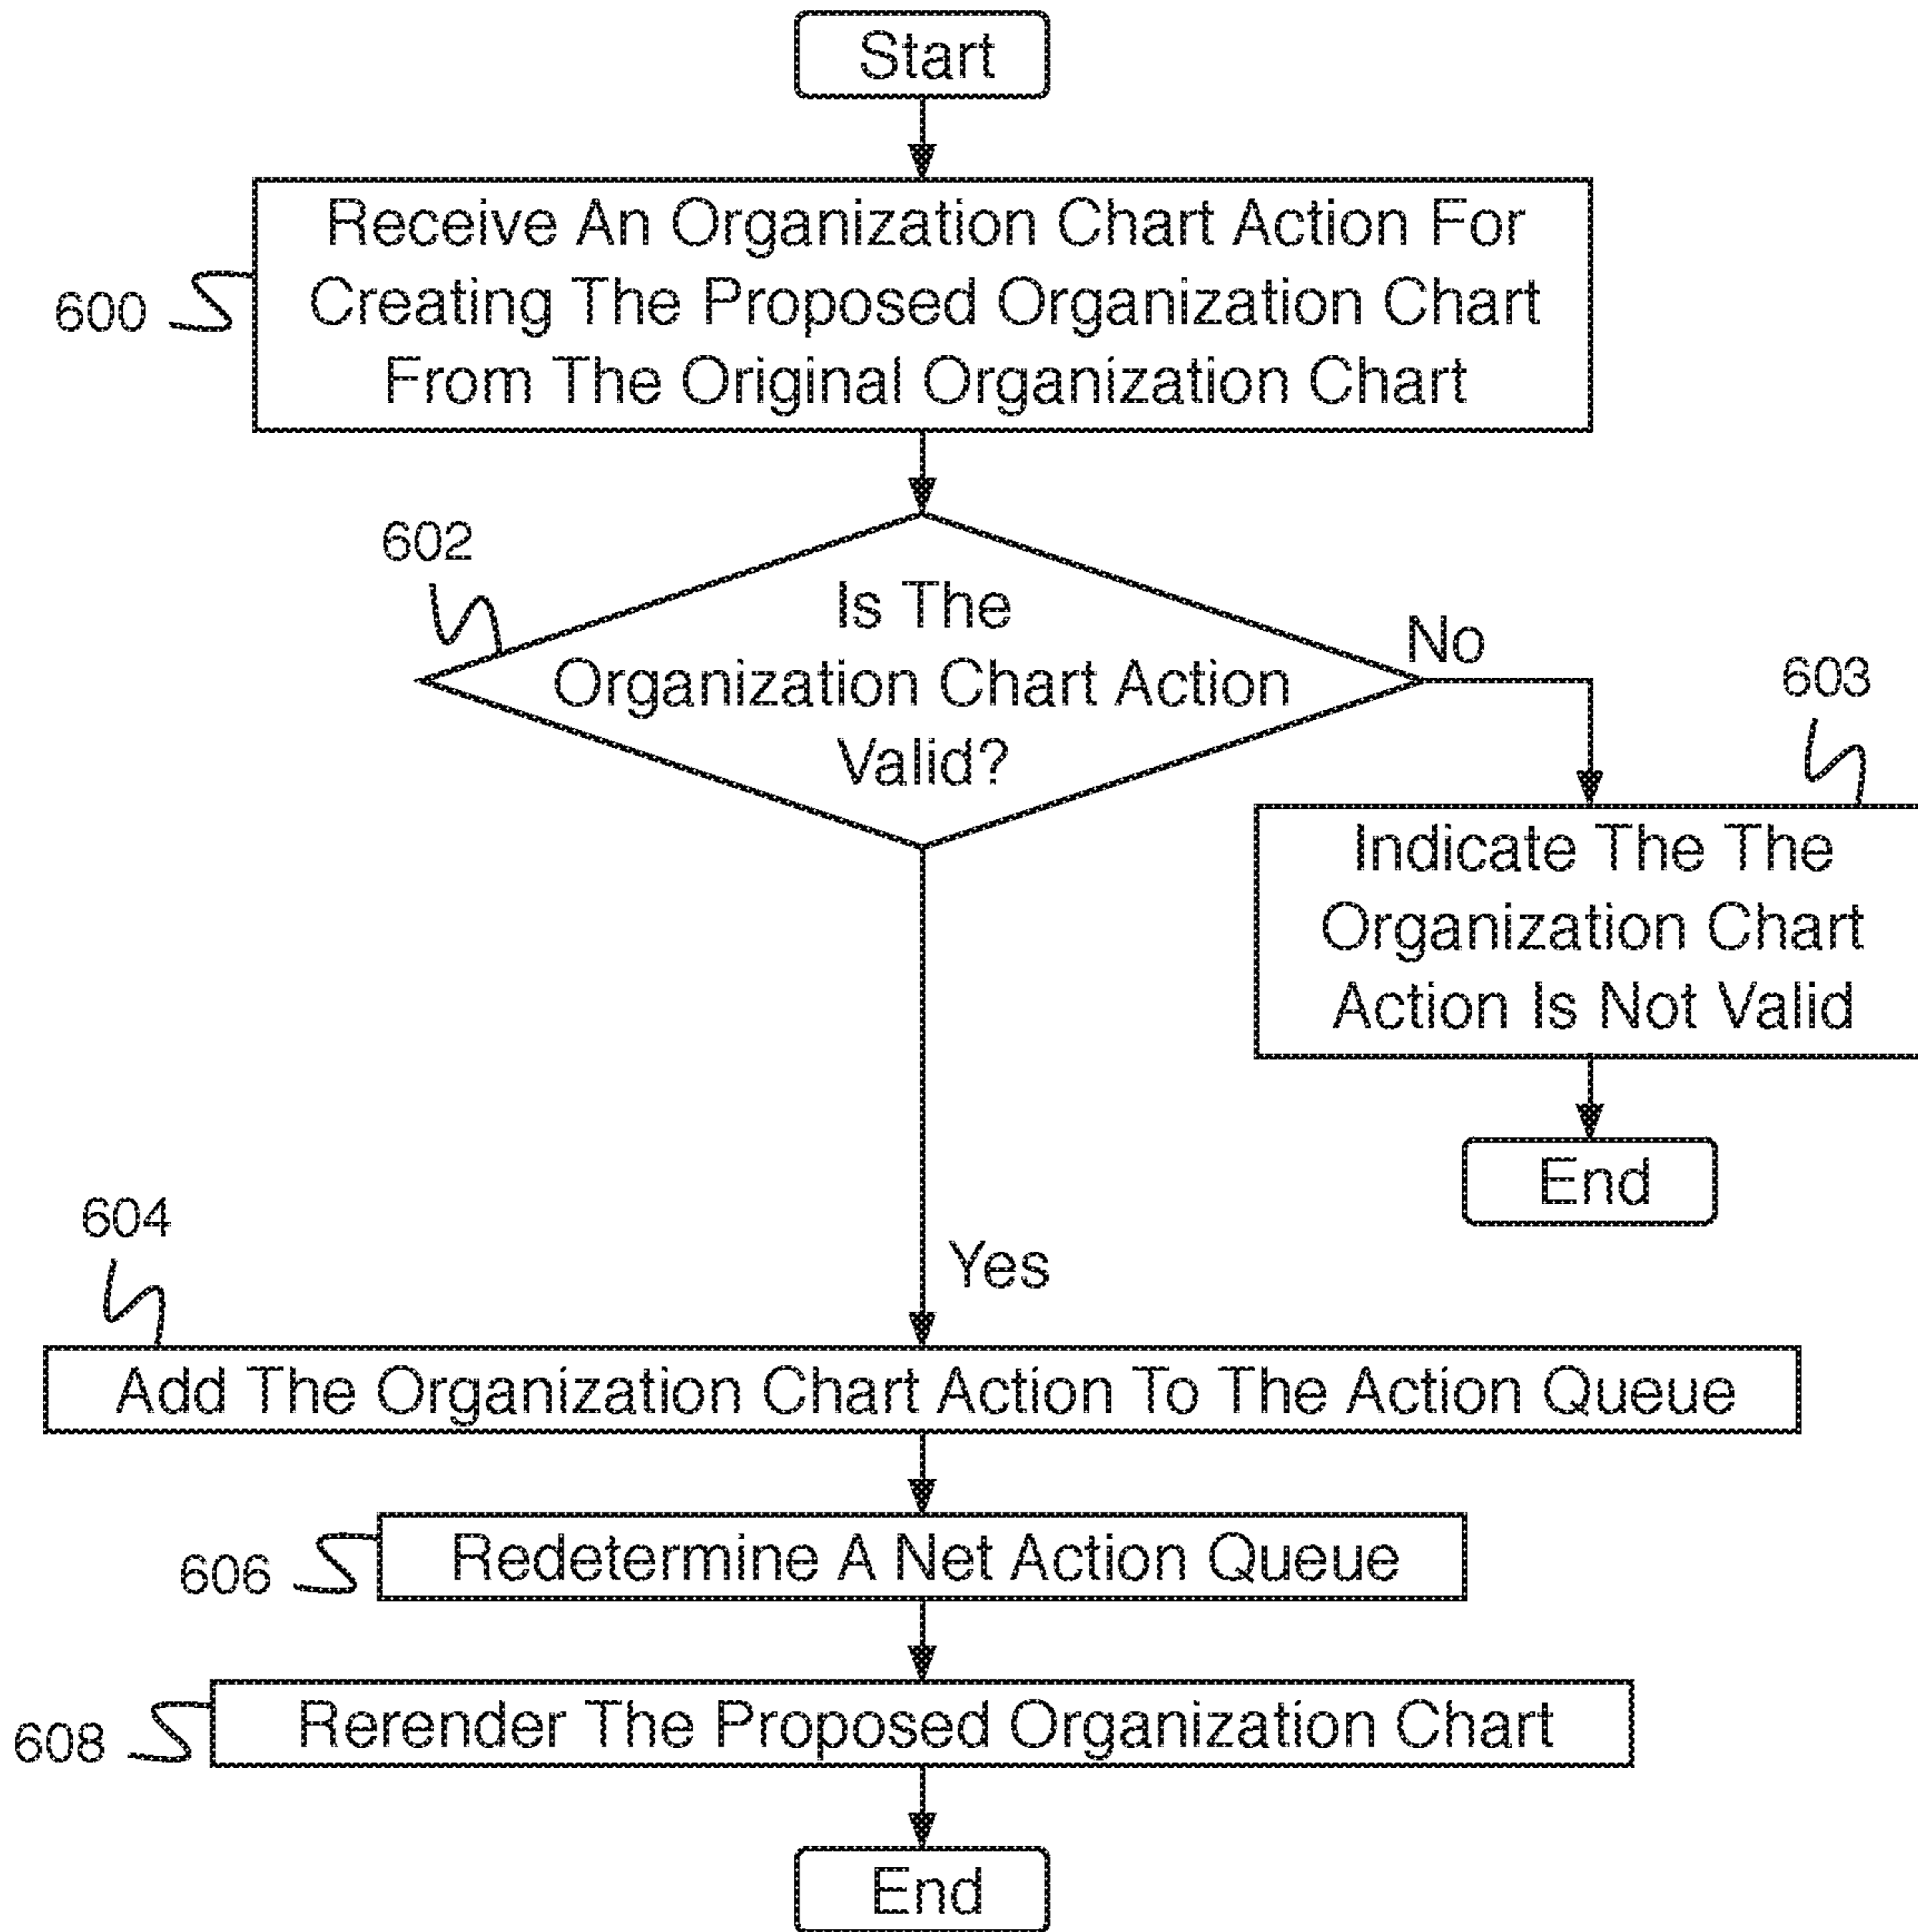 Start
600
Receive An Organization Chart Action For
Creating The Proposed Organization Chart
From The Original Organization Chart
602
Is The
Organization Chart Action
Valid?
No
603
Indicate The The
Organization Chart
Action Is Not Valid
End
Yes
604
Add The Organization Chart Action To The Action Queue
606
Redetermine A Net Action Queue
608
Rerender The Proposed Organization Chart
End